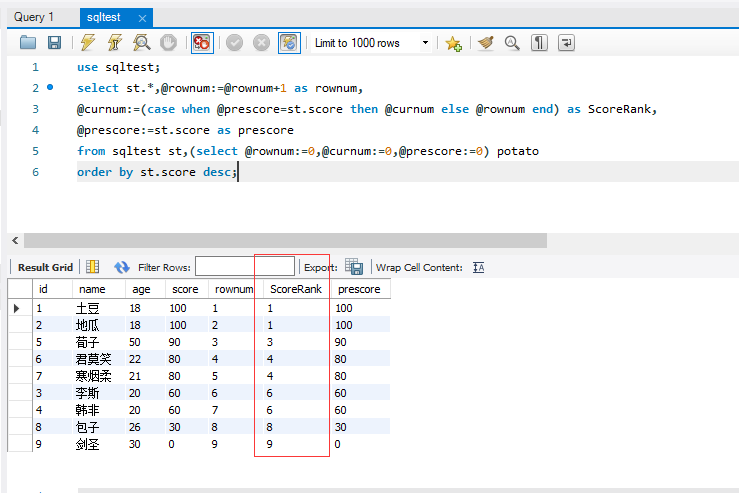 Query 1 sqltest
Limit to 1000 rows
1 use sqltest;
2 select st.*,@rownum:=@rownum+1 as rownum,
3 @curnum:=(case when @prescore=st.score then @curnum else @rownum end) as ScoreRank,
4 @prescore:=st.score as prescore
5 from sqltest st,(select @rownum:=0,@curnum:=0,@prescore:=0) potato
6 order by st.score desc;
Result Grid Filter Rows: Export: Wrap Cell Content:
id name age score rownum ScoreRank prescore
1 土豆 18 100 1 1 100
2 地瓜 18 100 2 1 100
5 荀子 50 90 3 3 90
6 君莫笑 22 80 4 4 80
7 寒烟柔 21 80 5 4 80
3 李斯 20 60 6 6 60
4 韩非 20 60 7 6 60
8 包子 26 30 8 8 30
9 剑圣 30 0 9 9 0